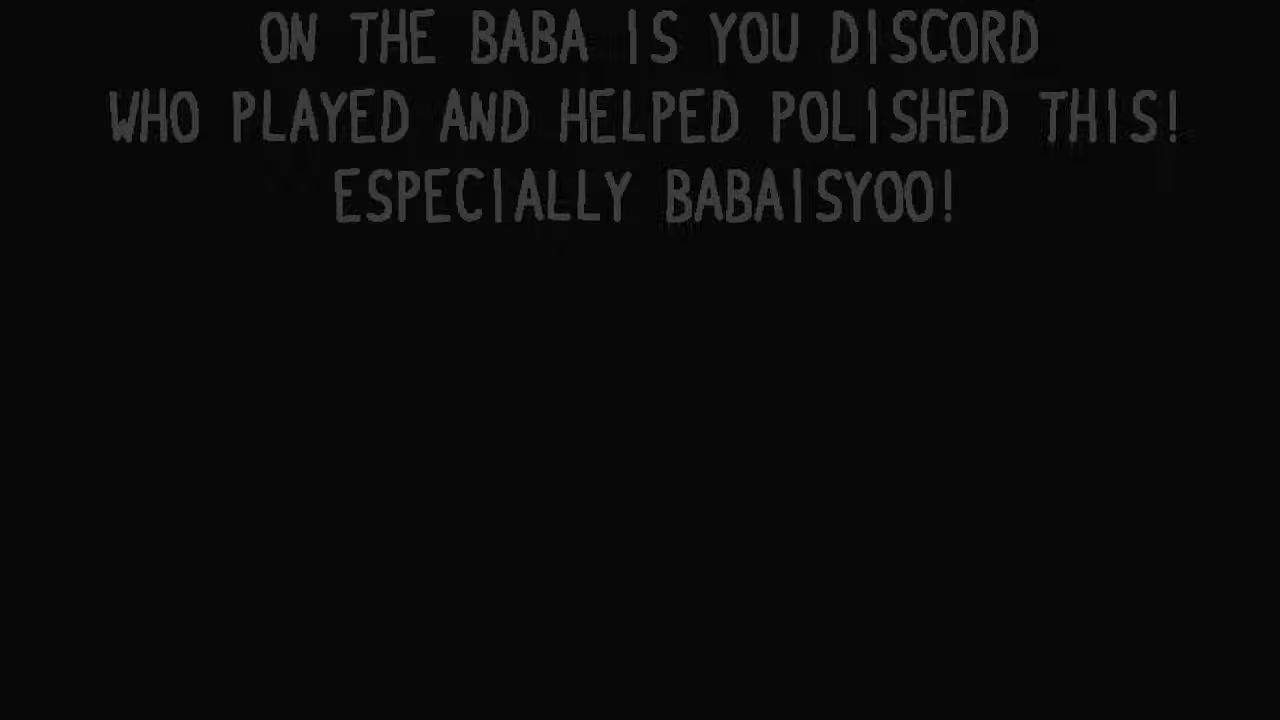 ON THE BABA IS YOU DISCORD
WHO PLAYED AND HELPED POLISHED THIS!
ESPECIALLY BABAISYOO!